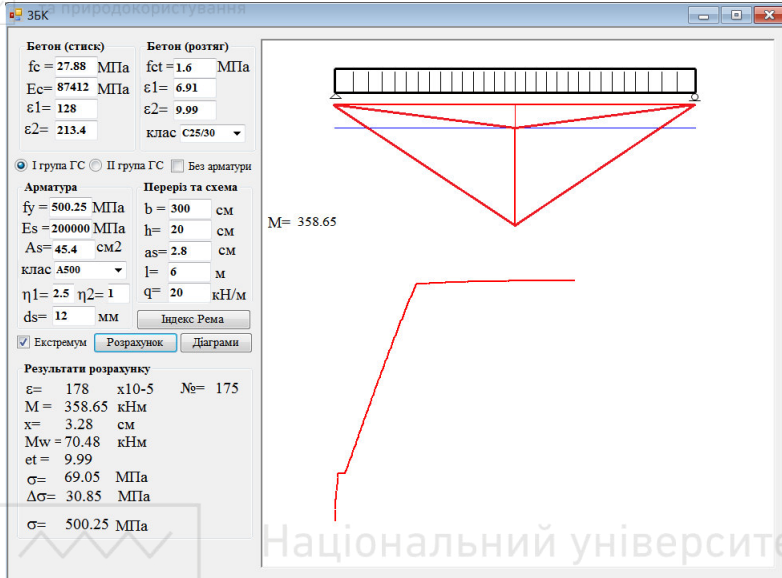 та природокористування
ЗБК
Бетон (стиск)
fc = 27.88 МПа
Ec= 87412 МПа
ε1= 128
ε2= 213.4
Бетон (розтяг)
fct = 1.6 МПа
ε1= 6.91
ε2= 9.99
клас C25/30
І група ГС ІІ група ГС Без арматури
Арматура
fy = 500.25 МПа
Es = 200000 МПа
As= 45.4 см2
клас A500
η1= 2.5 η2= 1
ds= 12 мм
Переріз та схема
b = 300 см
h= 20 см
as= 2.8 см
l= 6 м
q= 20 кН/м
Індекс Рема
Екстремум Розрахунок Діаграми
Результати розрахунку
ε= 178 x10-5 №= 175
M = 358.65 кНм
x= 3.28 см
Mw = 70.48 кНм
et = 9.99
σ= 69.05 МПа
Δσ= 30.85 МПа
σ= 500.25 МПа
M= 358.65
Національний університе